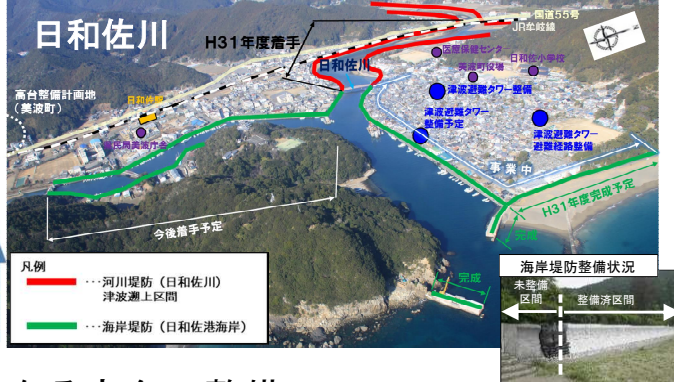 日和佐川
H31年度着手
国道55号
JR牟岐線
日和佐川
医療保健センター
美波町役場
日和佐小学校
津波避難タワー整備
津波避難タワー
整備予定
津波避難タワー
避難経路整備
高台整備計画地
(美波町)
日和佐駅
美波庁舎
事業中
H31年度完成予定
完成
今後着手予定
完成
凡例
…河川堤防(日和佐川)
津波遡上区間
…海岸堤防(日和佐港海岸)
海岸堤防整備状況
未整備
区間
整備済区間